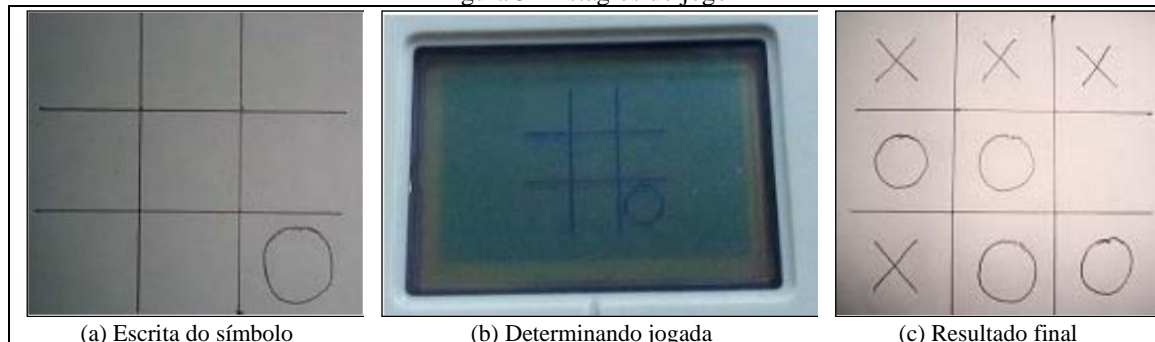 (a) Escrita do símbolo
(b) Determinando jogada
(c) Resultado final